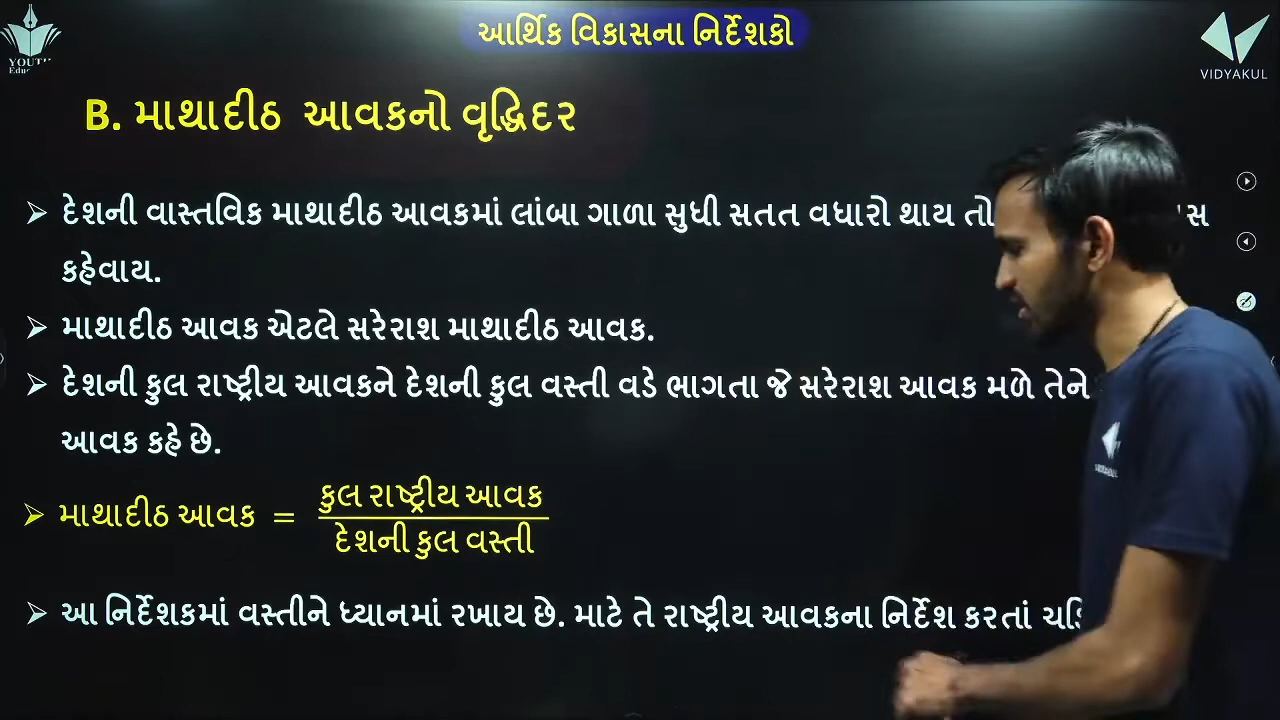 આર્થિક વિકાસના નિર્દેશકો
YOUTH
VIDYAKUL
B. માથાદીઠ આવકનો વૃદ્ધિદર
દેશની વાસ્તવિક માથાદીઠ આવકમાં લાંબા ગાળા સુધી સતત વધારો થાય તો
કહેવાય.
માથાદીઠ આવક એટલે સરેરાશ માથાદીઠ આવક.
દેશની કુલ રાષ્ટ્રીય આવકને દેશની કુલ વસ્તી વડે ભાગતા જે સરેરાશ આવક મળે તેને
આવક કહે છે.
માથાદીઠ આવક = કુલ રાષ્ટ્રીય આવક
દેશની કુલ વસ્તી
આ નિર્દેશકમાં વસ્તીને ધ્યાનમાં રખાય છે. માટે તે રાષ્ટ્રીય આવકના નિર્દેશ કરતાં